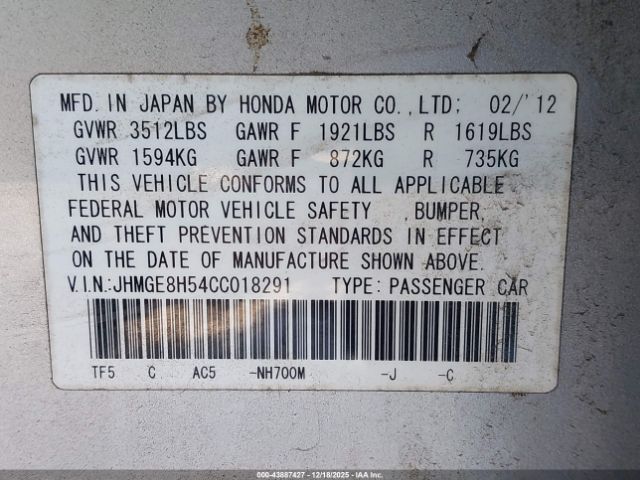 MFD. IN JAPAN BY HONDA MOTOR CO.,LTD; 02/'12
GVWR 3512LBS GAWR F 1921LBS R 1619LBS
GVWR 1594KG GAWR F 872KG R 735KG
THIS VEHICLE CONFORMS TO ALL APPLICABLE
FEDERAL MOTOR VEHICLE SAFETY ,BUMPER,
AND THEFT PREVENTION STANDARDS IN EFFECT
ON THE DATE OF MANUFACTURE SHOWN ABOVE.
V.I.N.:JHMGE8H54CC018291 TYPE: PASSENGER CAR
TF5 C AC5 -NH700M -J -C
000-43887427 - 12/18/2025 - IAA Inc.